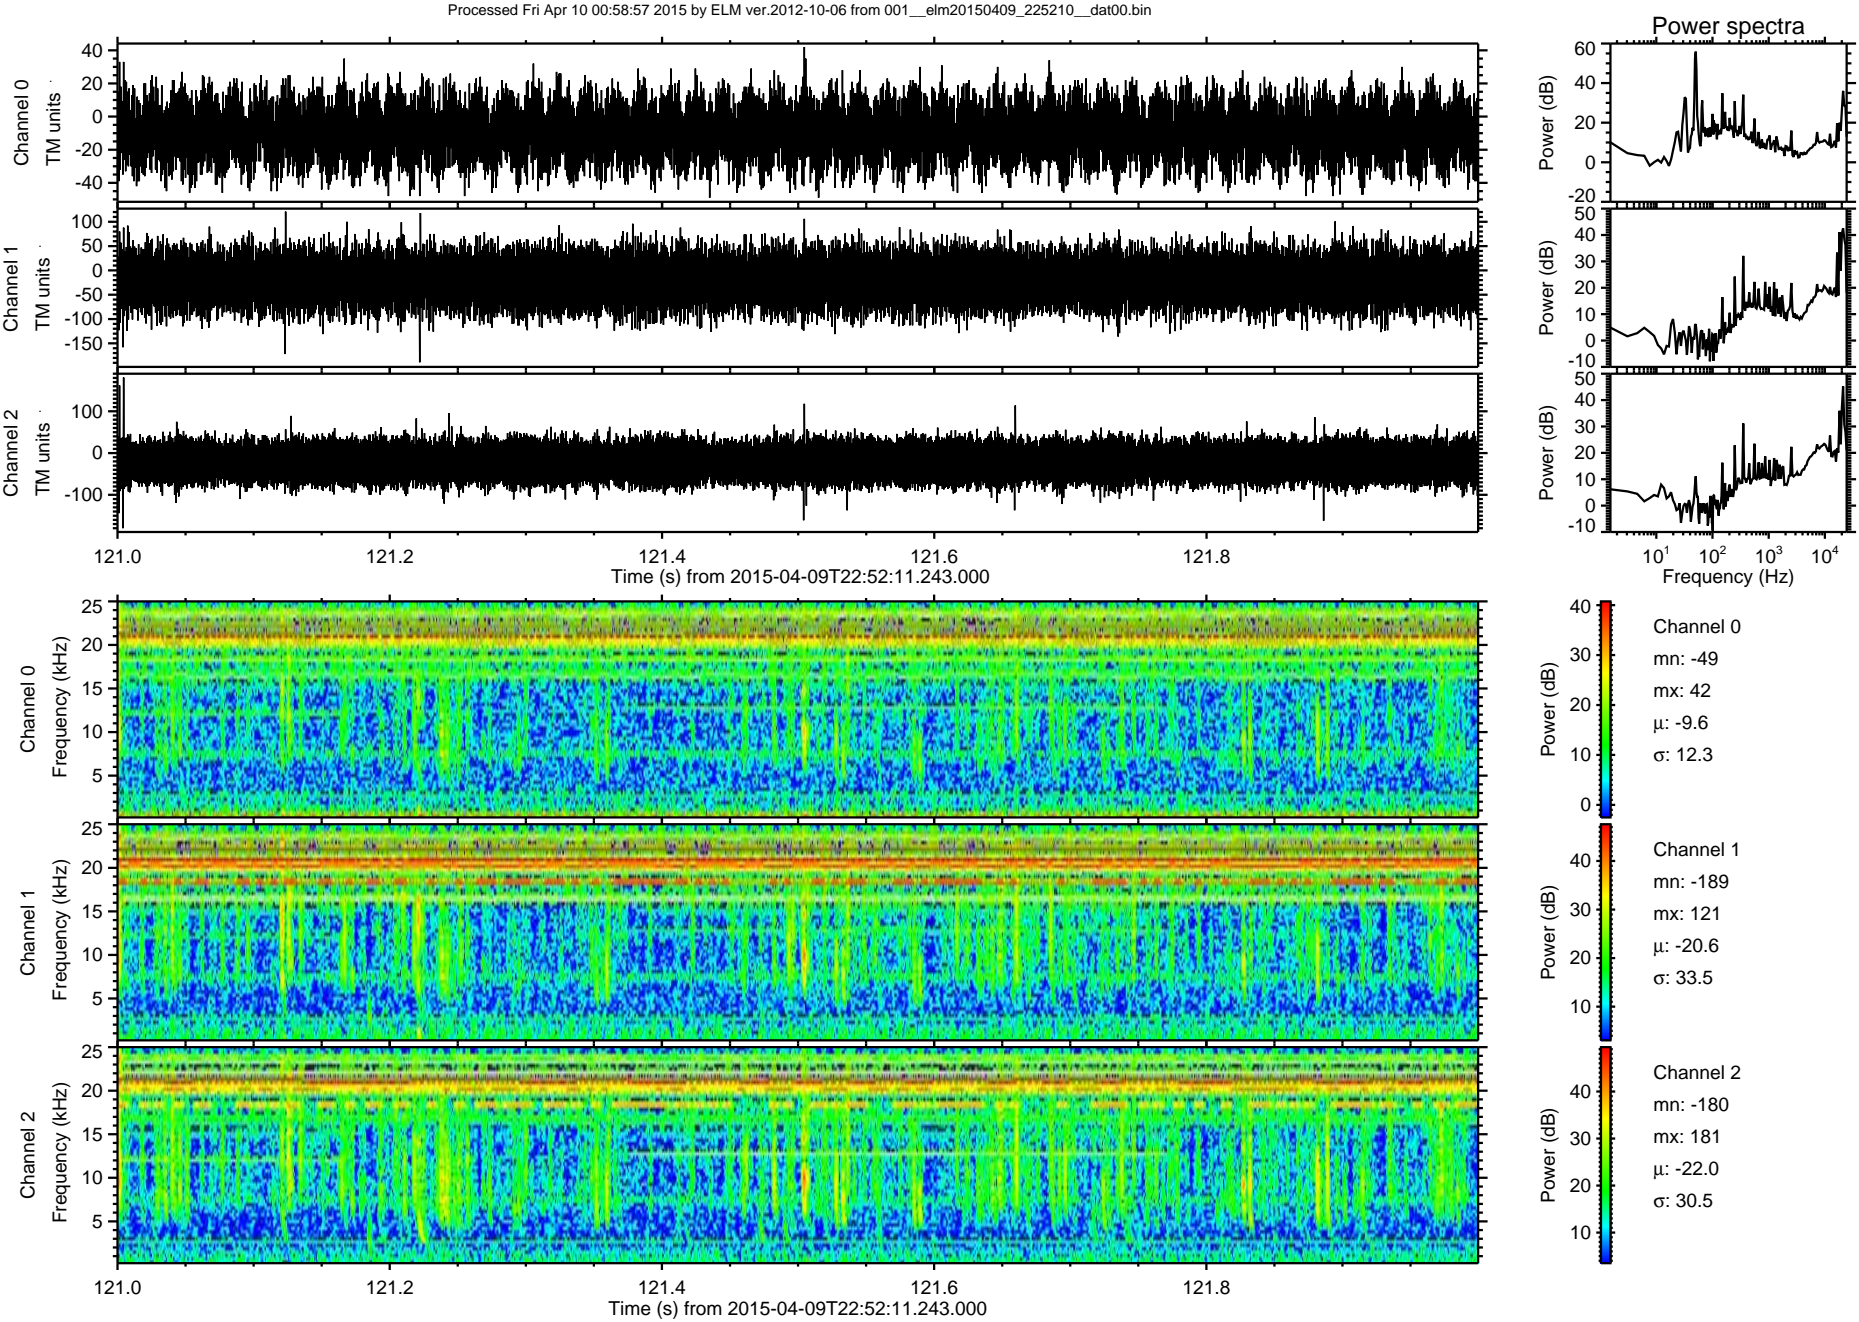 Processed Fri Apr 10 00:58:57 2015 by ELM ver.2012-10-06 from 001__elm20150409_225210__dat00.bin
Power spectra
Channel 0
TM units
40
20
0
-20
-40
Power (dB)
60
40
20
0
-20
Channel 1
TM units
100
50
0
-50
-100
-150
Power (dB)
50
40
30
20
10
0
-10
Channel 2
TM units
100
0
-100
Power (dB)
50
40
30
20
10
0
-10
121.0 121.2 121.4 121.6 121.8
Time (s) from 2015-04-09T22:52:11.243.000
10^1 10^2 10^3 10^4
Frequency (Hz)
Channel 0
Frequency (kHz)
25
20
15
10
5
Power (dB)
40
30
20
10
0
Channel 0
mn: -49
mx: 42
μ: -9.6
σ: 12.3
Channel 1
Frequency (kHz)
25
20
15
10
5
Power (dB)
40
30
20
10
Channel 1
mn: -189
mx: 121
μ: -20.6
σ: 33.5
Channel 2
Frequency (kHz)
25
20
15
10
5
Power (dB)
40
30
20
10
Channel 2
mn: -180
mx: 181
μ: -22.0
σ: 30.5
121.0 121.2 121.4 121.6 121.8
Time (s) from 2015-04-09T22:52:11.243.000